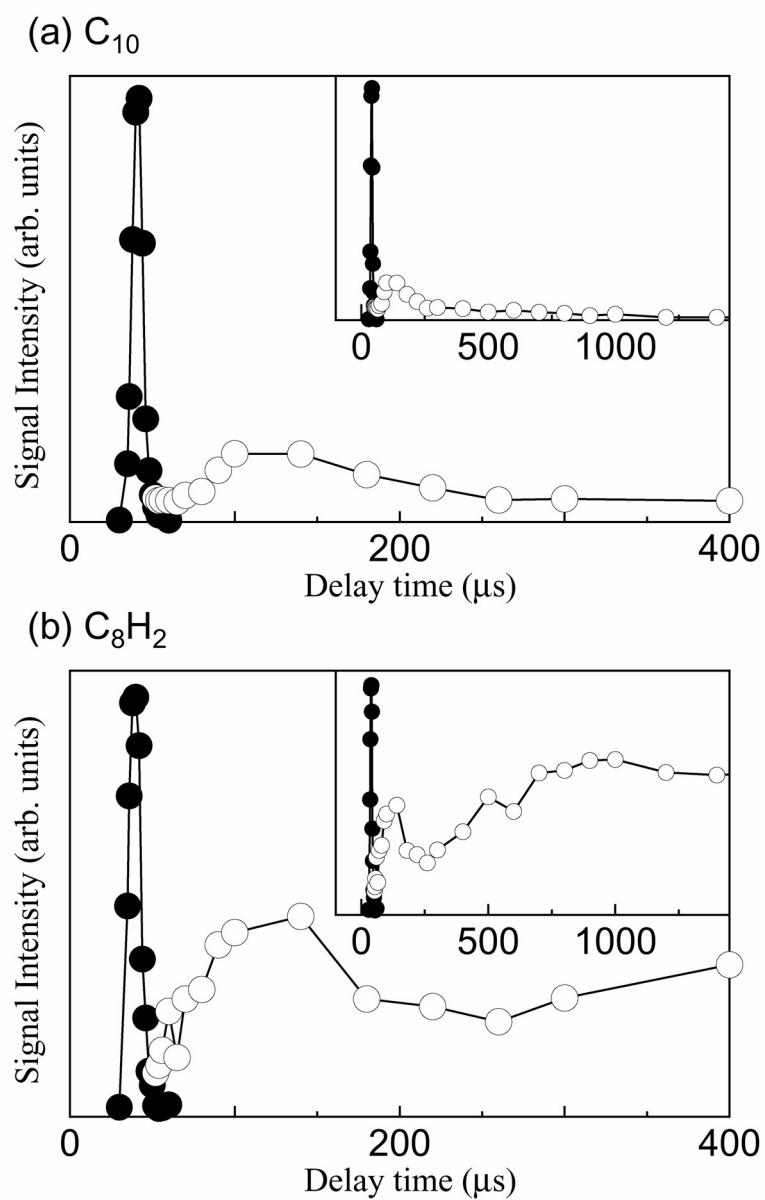 (a) C₁₀
Signal Intensity (arb. units)
0 500 1000
0 200 400
Delay time (μs)
(b) C₈H₂
Signal Intensity (arb. units)
0 500 1000
0 200 400
Delay time (μs)